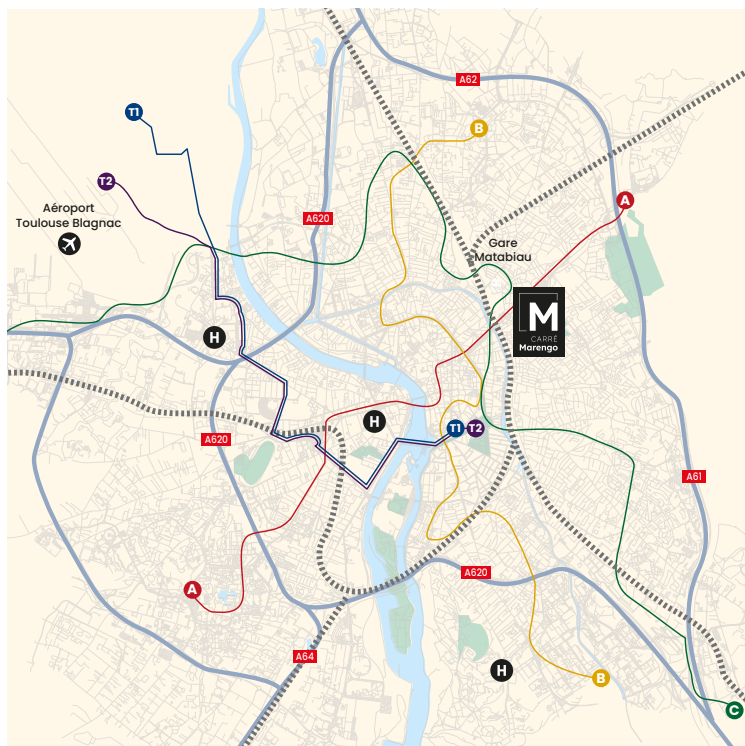 A62
T1
B
T2
A
Aéroport
Toulouse Blagnac
A620
Gare
Matabiau
M
CARRÉ
Marengo
H
H
T1
T2
A620
A61
A620
A
A64
H
B
C